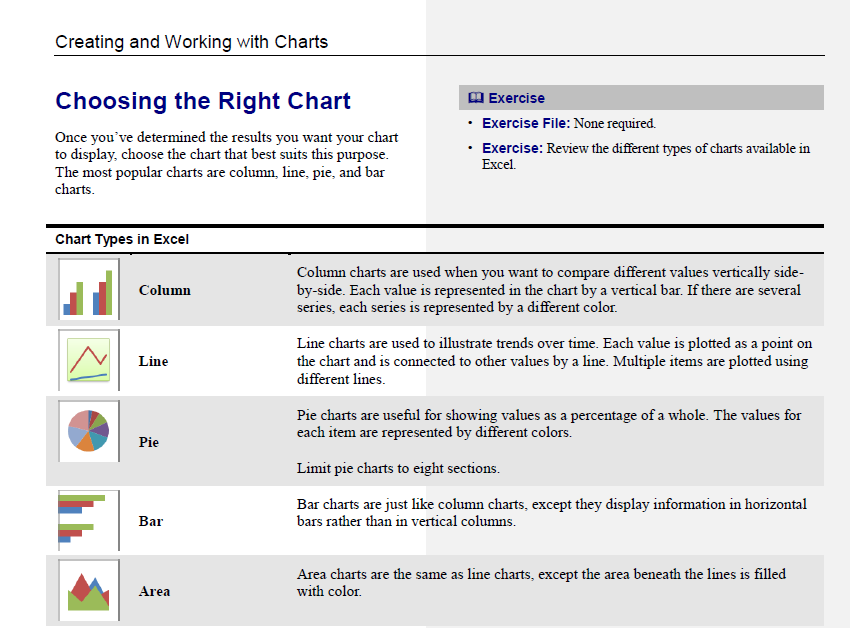 Creating and Working with Charts
Choosing the Right Chart
Once you've determined the results you want your chart
to display, choose the chart that best suits this purpose.
The most popular charts are column, line, pie, and bar
charts.
Exercise
• Exercise File: None required.
• Exercise: Review the different types of charts available in
Excel.
Chart Types in Excel
Column
Column charts are used when you want to compare different values vertically side-
by-side. Each value is represented in the chart by a vertical bar. If there are several
series, each series is represented by a different color.
Line
Line charts are used to illustrate trends over time. Each value is plotted as a point on
the chart and is connected to other values by a line. Multiple items are plotted using
different lines.
Pie
Pie charts are useful for showing values as a percentage of a whole. The values for
each item are represented by different colors.
Limit pie charts to eight sections.
Bar
Bar charts are just like column charts, except they display information in horizontal
bars rather than in vertical columns.
Area
Area charts are the same as line charts, except the area beneath the lines is filled
with color.